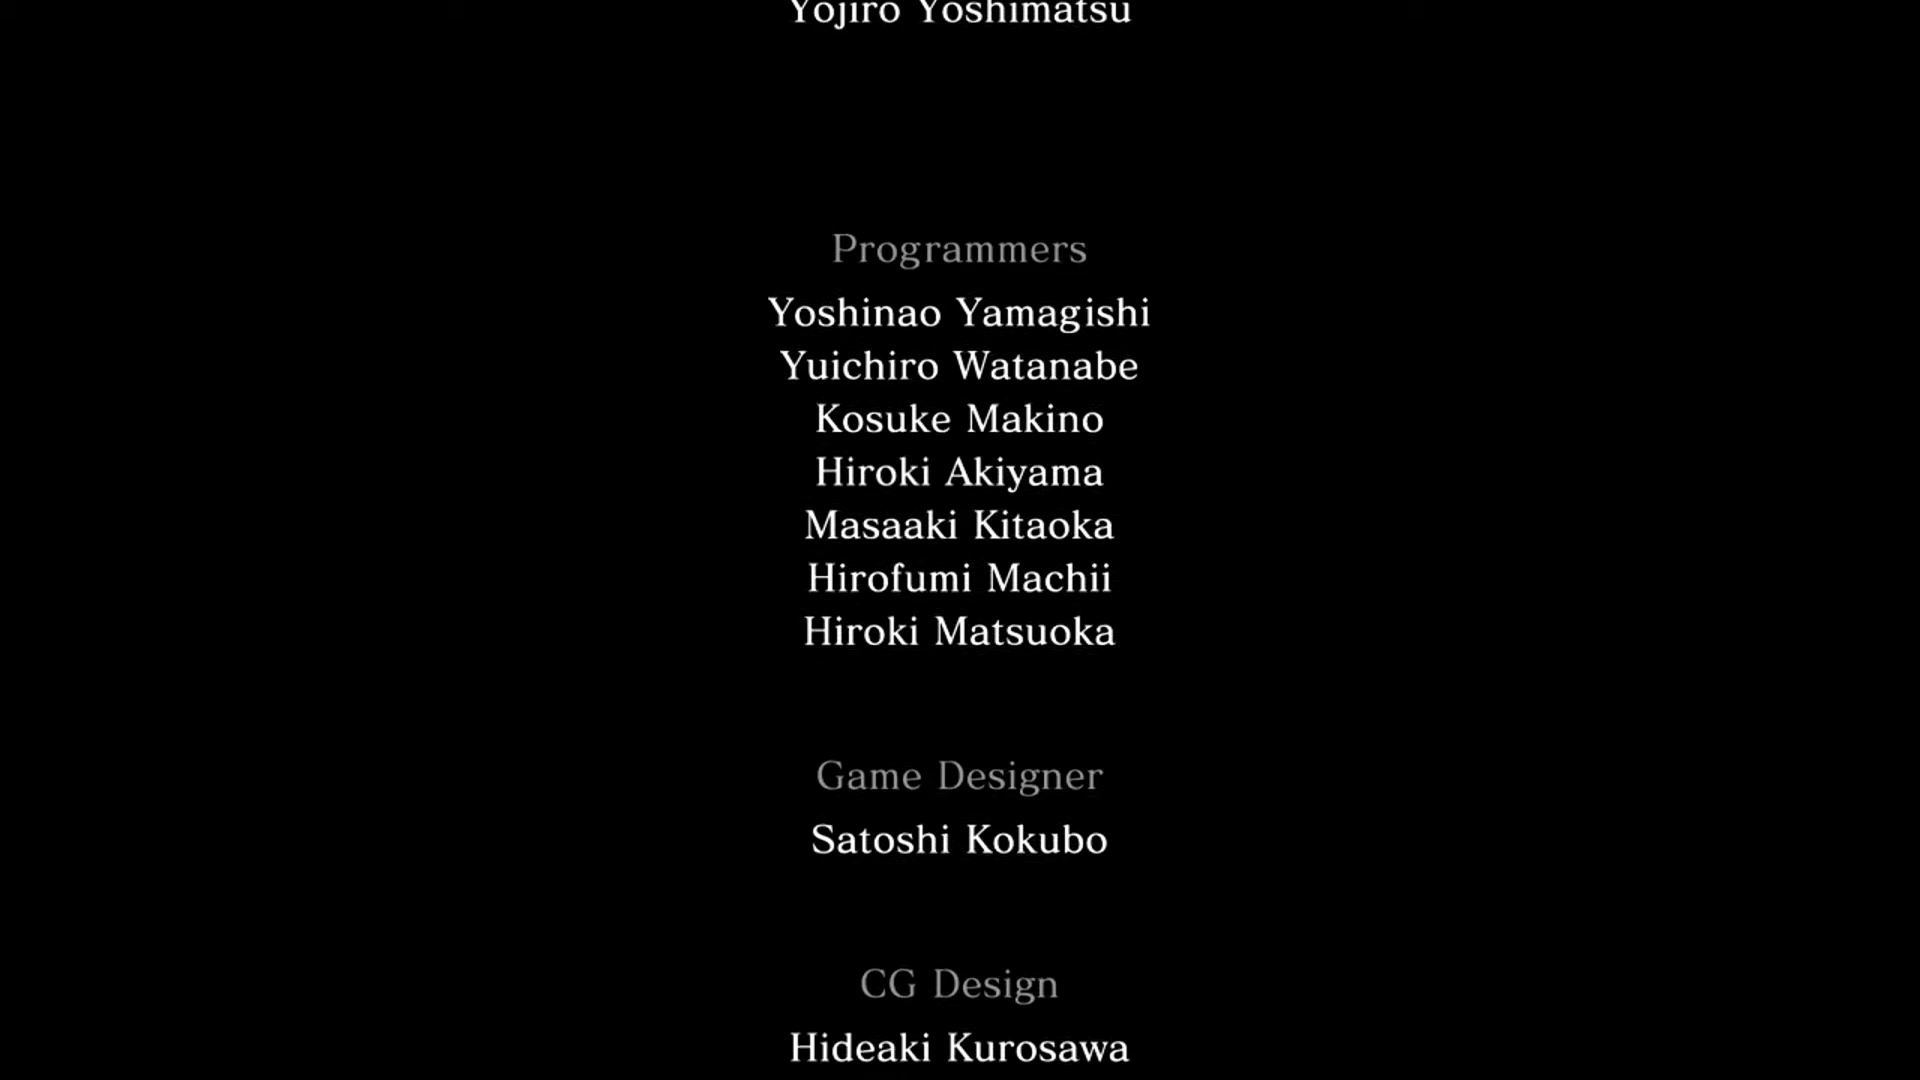 Yojiro Yoshimatsu
Programmers
Yoshinao Yamagishi
Yuichiro Watanabe
Kosuke Makino
Hiroki Akiyama
Masaaki Kitaoka
Hirofumi Machii
Hiroki Matsuoka
Game Designer
Satoshi Kokubo
CG Design
Hideaki Kurosawa